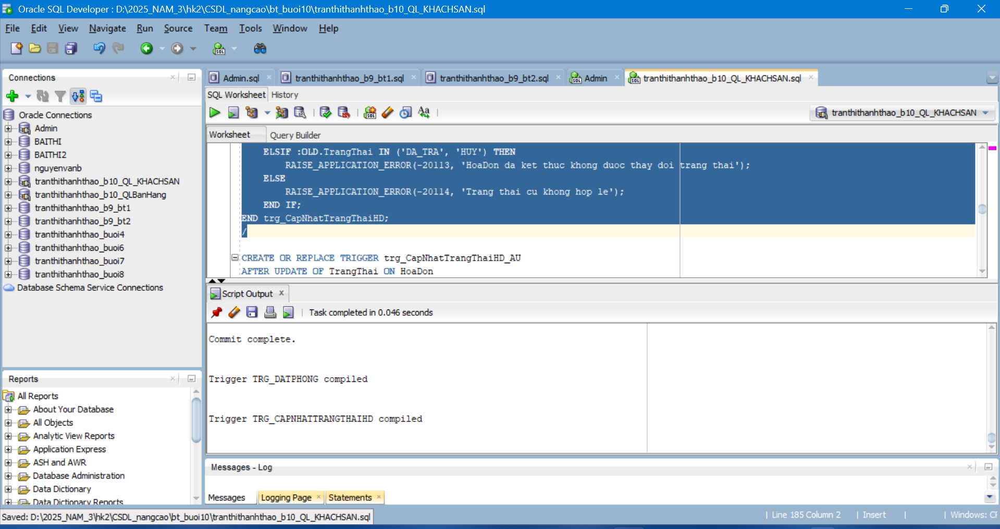 Oracle SQL Developer : D:\2025_NAM_3\hk2\CSDL_nangcao\bt_buoi10\tranthithanhthao_b10_QL_KHACHSAN.sql
File Edit View Navigate Run Source Team Tools Window Help
Connections
Oracle Connections
Admin
BAITHI
BAITHI2
nguyenvanb
tranthithanhthao_b10_QL_KHACHSAN
tranthithanhthao_b10_QLBanHang
tranthithanhthao_b9_bt1
tranthithanhthao_b9_bt2
tranthithanhthao_buoi4
tranthithanhthao_buoi6
tranthithanhthao_buoi7
tranthithanhthao_buoi8
Database Schema Service Connections
Reports
All Reports
About Your Database
All Objects
Analytic View Reports
Application Express
ASH and AWR
Database Administration
Data Dictionary
Data Dictionary Reports
Admin.sql tranthithanhthao_b9_bt1.sql tranthithanhthao_b9_bt2.sql Admin tranthithanhthao_b10_QL_KHACHSAN.sql
SQL Worksheet History
tranthithanhthao_b10_QL_KHACHSAN
Worksheet Query Builder
ELSIF :OLD.TrangThai IN ('DA_TRA', 'HUY') THEN
RAISE_APPLICATION_ERROR(-20113, 'HoaDon da ket thuc khong duoc thay doi trang thai');
ELSE
RAISE_APPLICATION_ERROR(-20114, 'Trang thai cu khong hop le');
END IF;
END trg_CapNhatTrangThaiHD;
/
CREATE OR REPLACE TRIGGER trg_CapNhatTrangThaiHD_AU
AFTER UPDATE OF TrangThai ON HoaDon
Script Output
Task completed in 0.046 seconds
Commit complete.
Trigger TRG_DATPHONG compiled
Trigger TRG_CAPNHATTRANGTHAIHD compiled
Messages - Log
Messages Logging Page Statements
Saved: D:\2025_NAM_3\hk2\CSDL_nangcao\bt_buoi10\tranthithanhthao_b10_QL_KHACHSAN.sql
Line 185 Column 2 | Insert | | Windows: